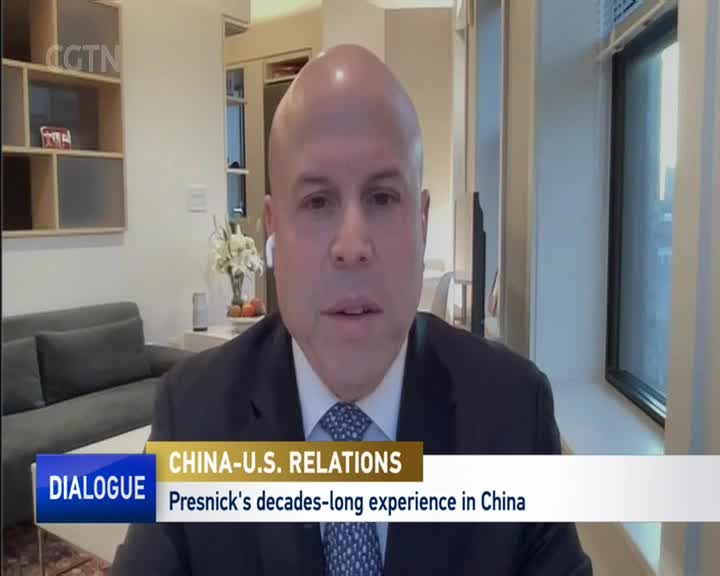 CGTN
CHINA-U.S. RELATIONS
DIALOGUE
Presnick's decades-long experience in China